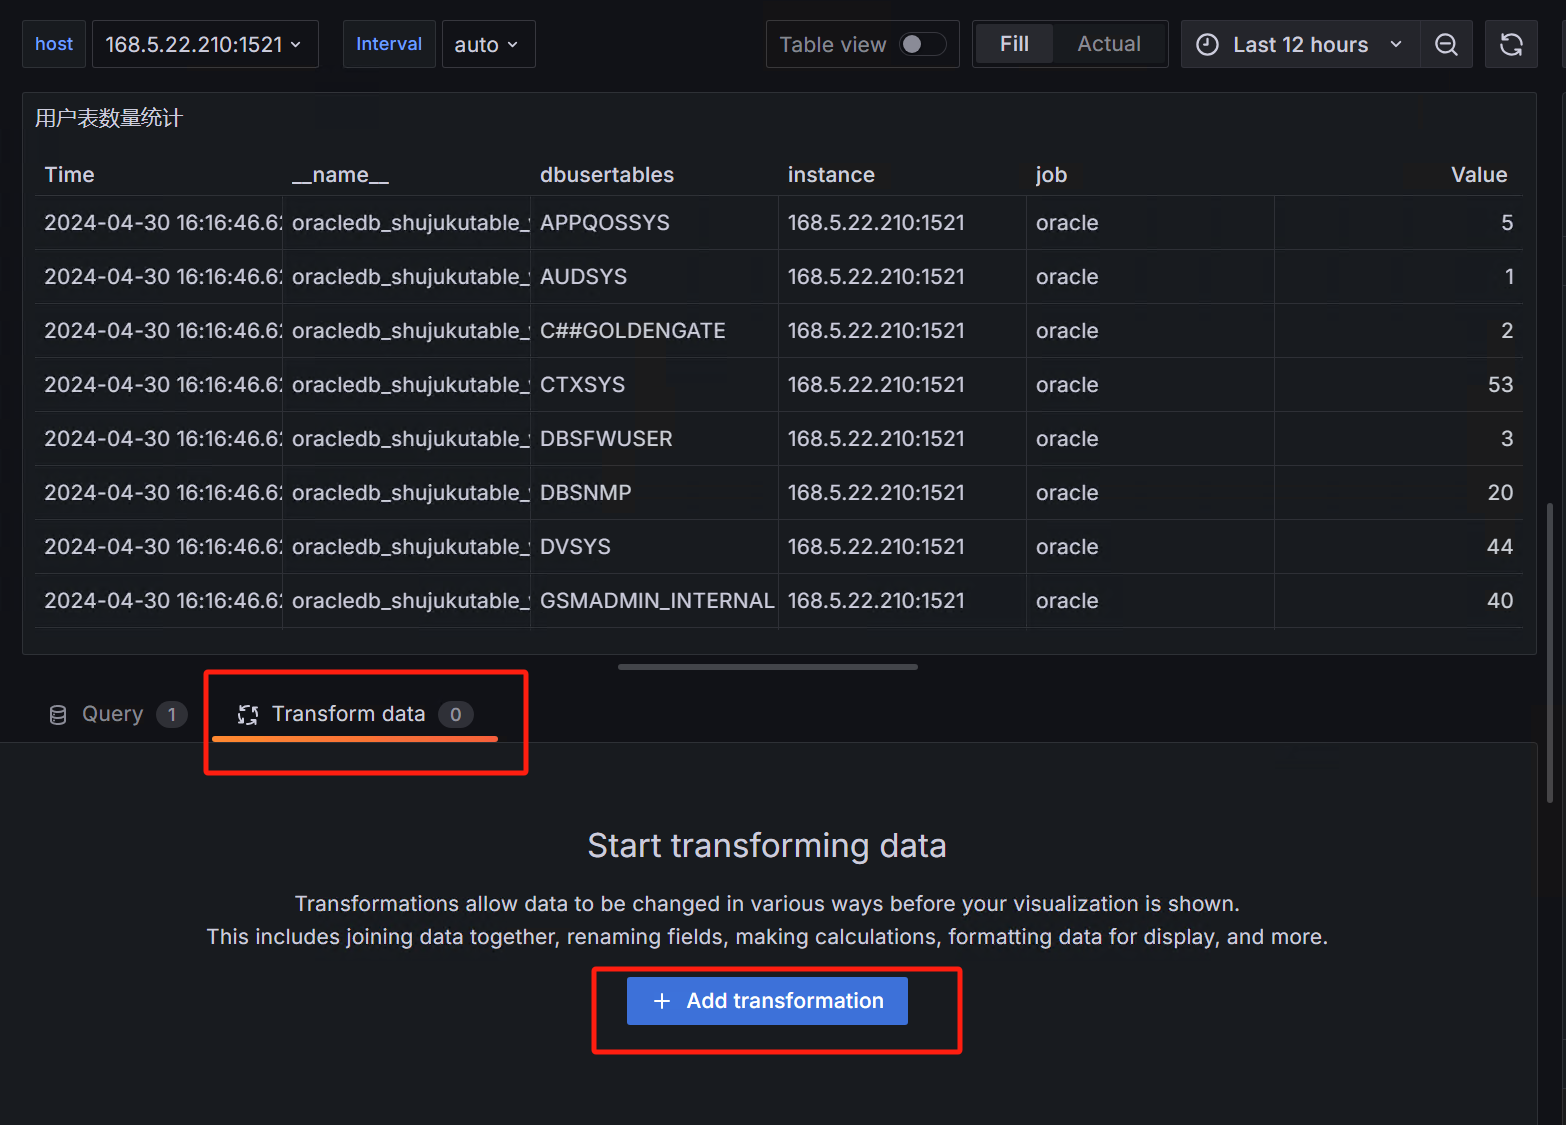 host 168.5.22.210:1521 Interval auto Table view Fill Actual Last 12 hours
用户表数量统计
Time __name__ dbusertables instance job Value
2024-04-30 16:16:46.62 oracledb_shujukutable_ APPQOSSYS 168.5.22.210:1521 oracle 5
2024-04-30 16:16:46.62 oracledb_shujukutable_ AUDSYS 168.5.22.210:1521 oracle 1
2024-04-30 16:16:46.62 oracledb_shujukutable_ C##GOLDENGATE 168.5.22.210:1521 oracle 2
2024-04-30 16:16:46.62 oracledb_shujukutable_ CTXSYS 168.5.22.210:1521 oracle 53
2024-04-30 16:16:46.62 oracledb_shujukutable_ DBSFWUSER 168.5.22.210:1521 oracle 3
2024-04-30 16:16:46.62 oracledb_shujukutable_ DBSNMP 168.5.22.210:1521 oracle 20
2024-04-30 16:16:46.62 oracledb_shujukutable_ DVSYS 168.5.22.210:1521 oracle 44
2024-04-30 16:16:46.62 oracledb_shujukutable_ GSMADMIN_INTERNAL 168.5.22.210:1521 oracle 40
Query 1 Transform data 0
Start transforming data
Transformations allow data to be changed in various ways before your visualization is shown.
This includes joining data together, renaming fields, making calculations, formatting data for display, and more.
+ Add transformation